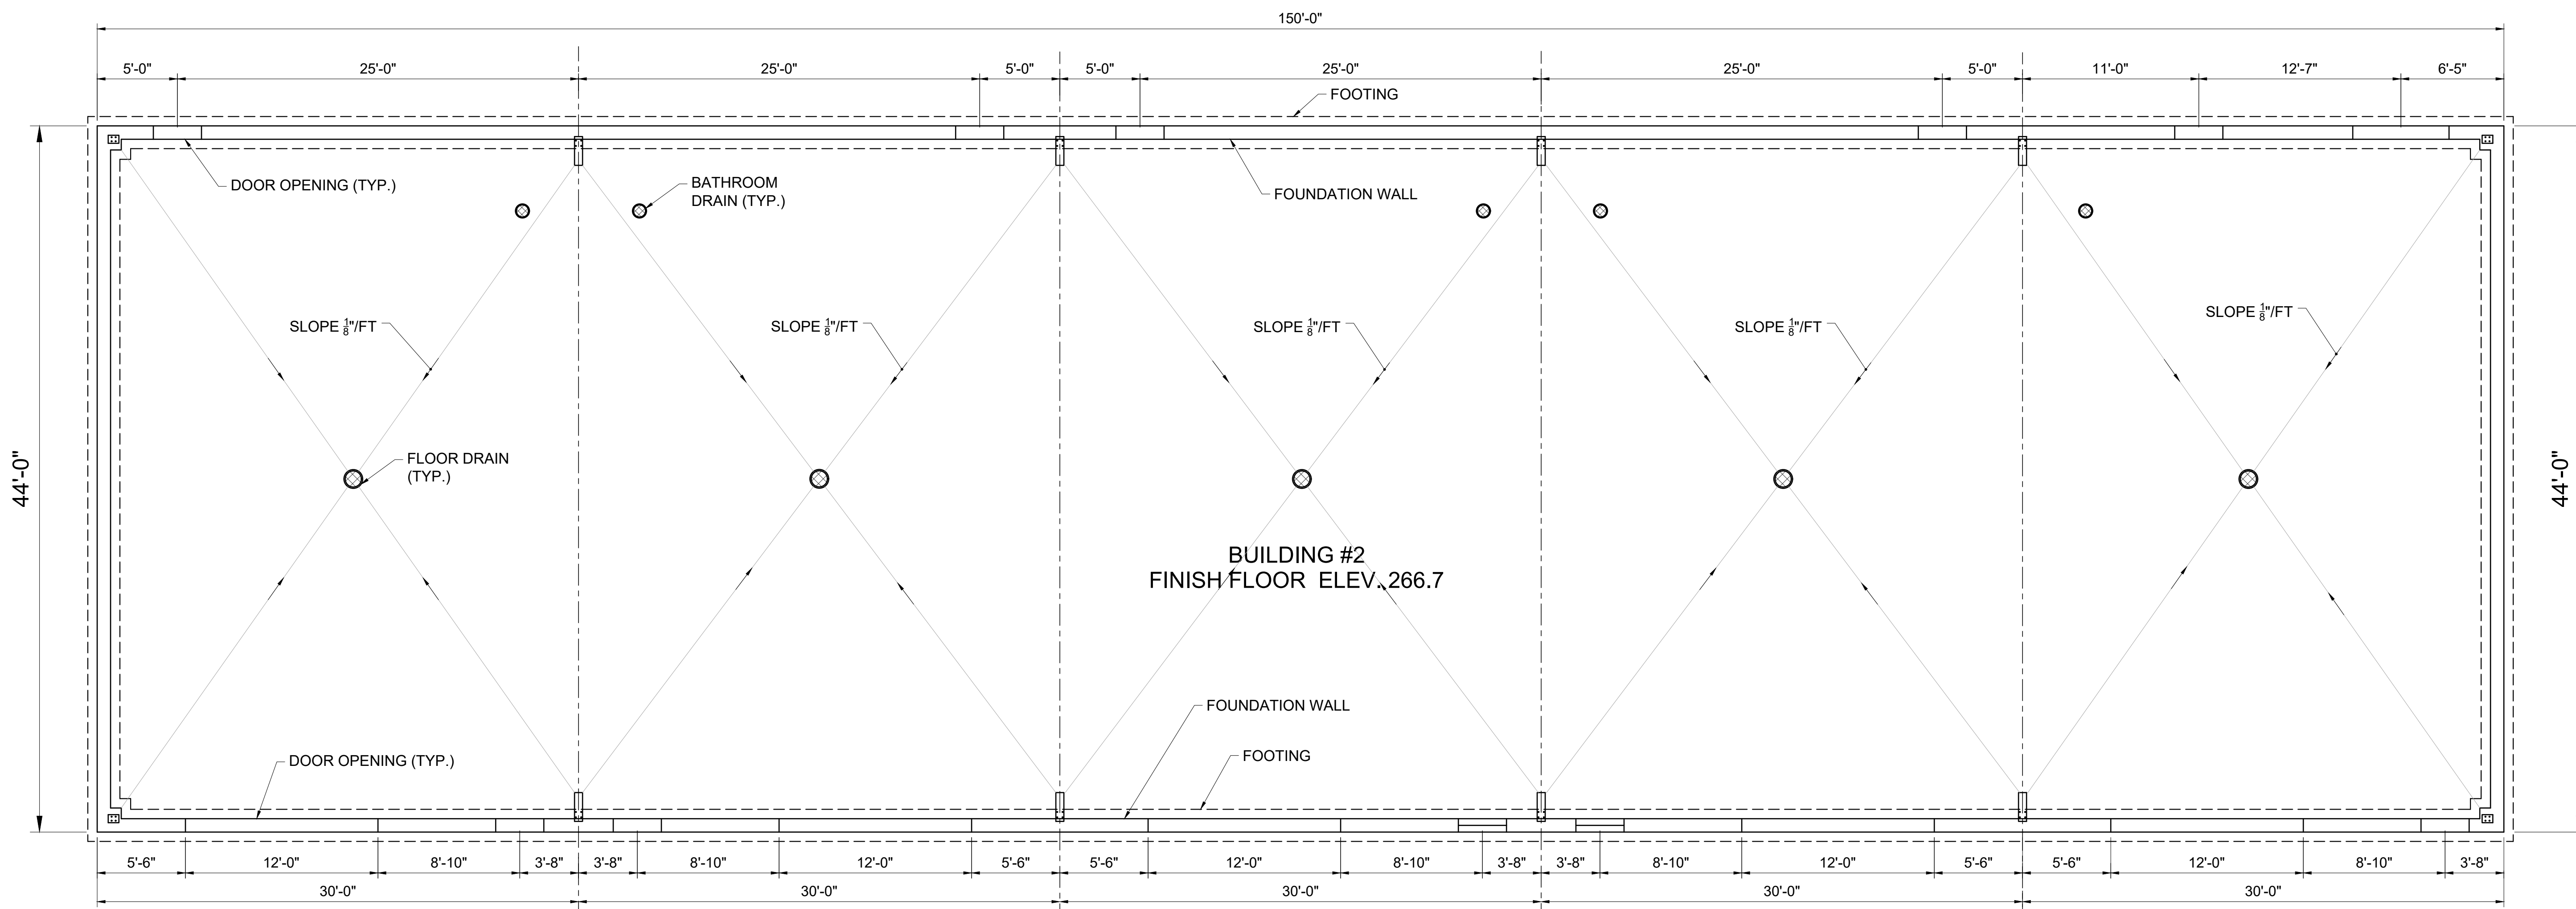 150'-0"
5'-0" 25'-0" 25'-0" 5'-0" 5'-0" 25'-0" 25'-0" 5'-0" 11'-0" 12'-7" 6'-5"
FOOTING
DOOR OPENING (TYP.)
BATHROOM
DRAIN (TYP.)
FOUNDATION WALL
SLOPE 1/8"/FT
SLOPE 1/8"/FT
SLOPE 1/8"/FT
SLOPE 1/8"/FT
SLOPE 1/8"/FT
44'-0"
FLOOR DRAIN
(TYP.)
44'-0"
BUILDING #2
FINISH FLOOR ELEV. 266.7
FOUNDATION WALL
FOOTING
DOOR OPENING (TYP.)
5'-6" 12'-0" 8'-10" 3'-8" 3'-8" 8'-10" 12'-0" 5'-6" 5'-6" 12'-0" 8'-10" 3'-8" 3'-8" 8'-10" 12'-0" 5'-6" 5'-6" 12'-0" 8'-10" 3'-8"
30'-0" 30'-0" 30'-0" 30'-0" 30'-0"